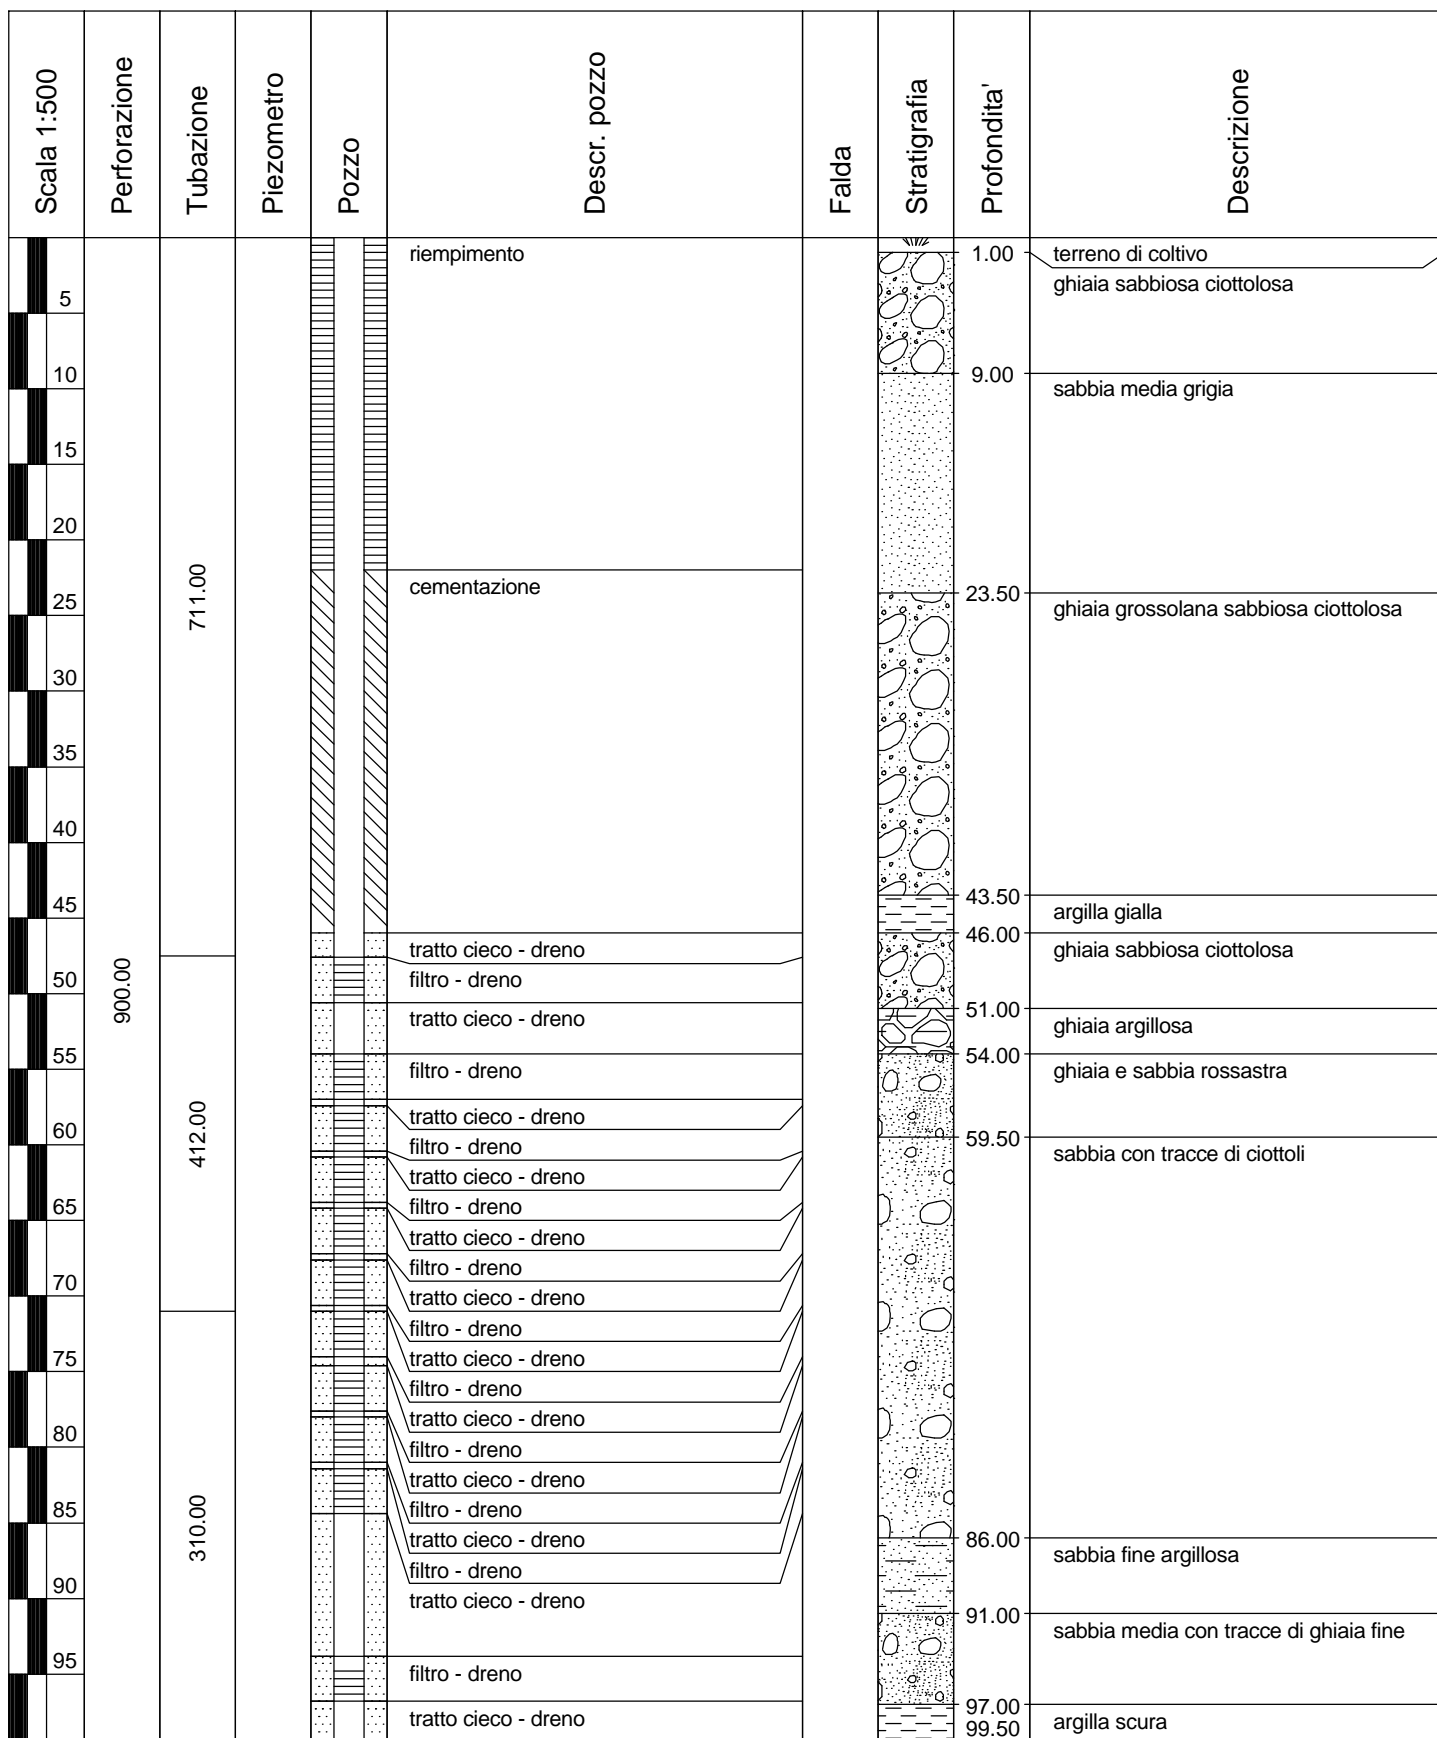 Scala 1:500
Perforazione
Tubazione
Piezometro
Pozzo
Descr. pozzo
Falda
Stratigrafia
Profondita'
Descrizione
5
10
15
20
25
30
35
40
45
50
55
60
65
70
75
80
85
90
95
900.00
711.00
412.00
310.00
riempimento
cementazione
tratto cieco - dreno
filtro - dreno
tratto cieco - dreno
filtro - dreno
tratto cieco - dreno
filtro - dreno
tratto cieco - dreno
filtro - dreno
tratto cieco - dreno
filtro - dreno
tratto cieco - dreno
filtro - dreno
tratto cieco - dreno
filtro - dreno
tratto cieco - dreno
filtro - dreno
tratto cieco - dreno
filtro - dreno
tratto cieco - dreno
filtro - dreno
tratto cieco - dreno
filtro - dreno
tratto cieco - dreno
1.00 terreno di coltivo
ghiaia sabbiosa ciottolosa
9.00
sabbia media grigia
23.50
ghiaia grossolana sabbiosa ciottolosa
43.50
argilla gialla
46.00
ghiaia sabbiosa ciottolosa
51.00
ghiaia argillosa
54.00
ghiaia e sabbia rossastra
59.50
sabbia con tracce di ciottoli
86.00
sabbia fine argillosa
91.00
sabbia media con tracce di ghiaia fine
97.00
argilla scura
99.50